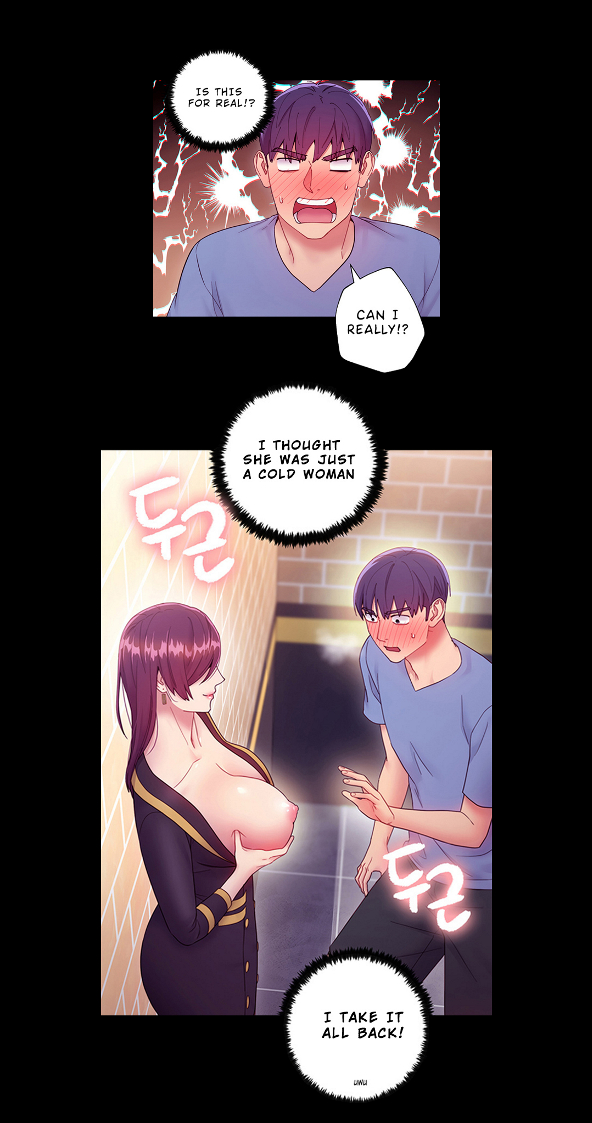 IS THIS
FOR REAL!?
CAN I
REALLY!?
I THOUGHT
SHE WAS JUST
A COLD WOMAN
두근
두근
I TAKE IT
ALL BACK!
UWU